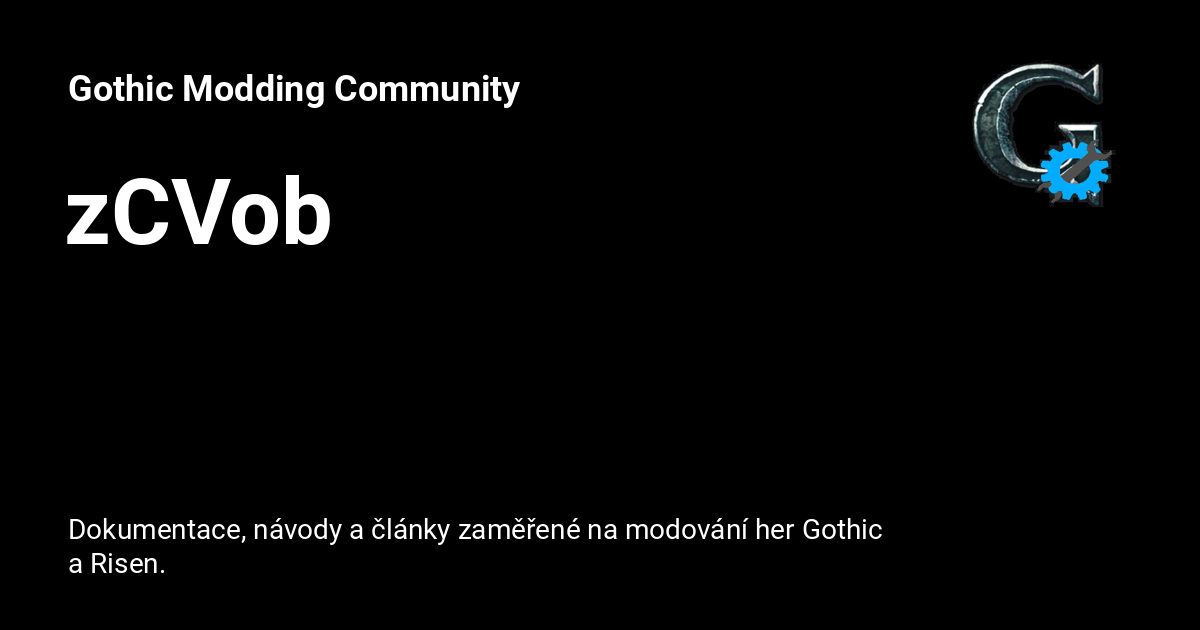 Gothic Modding Community
zCVob
Dokumentace, návody a články zaměřené na modování her Gothic
a Risen.